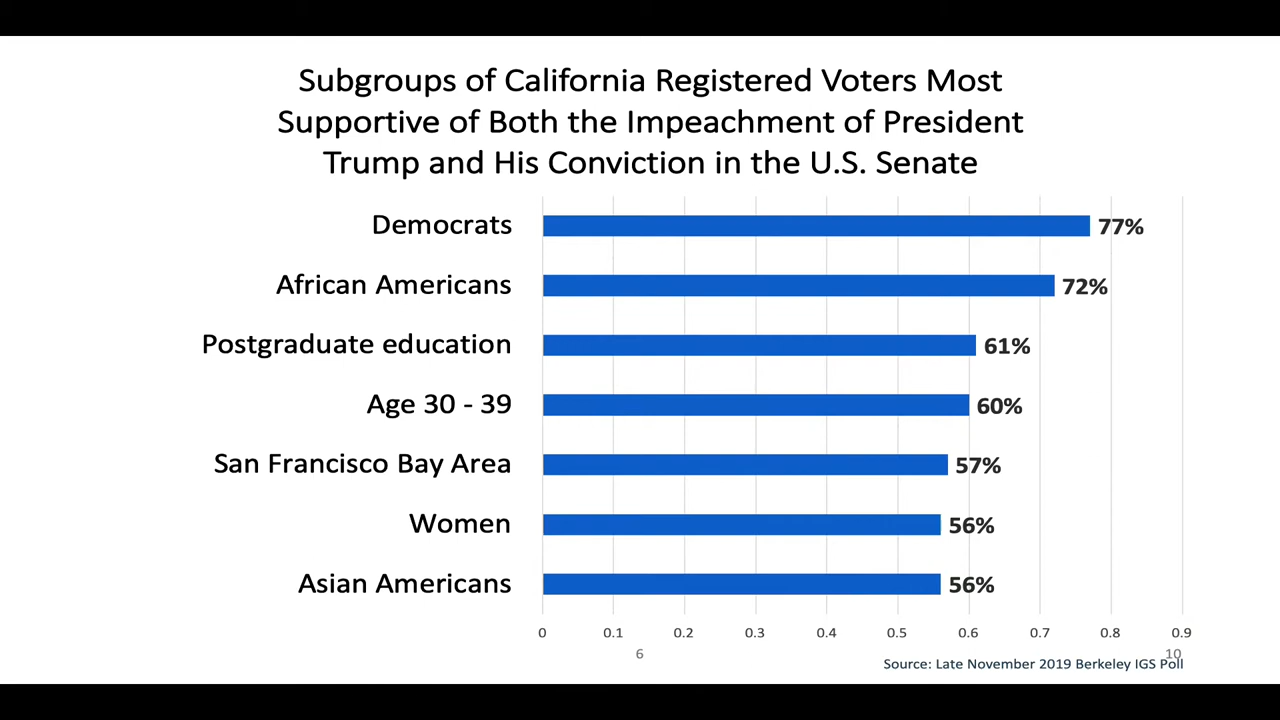 Subgroups of California Registered Voters Most
Supportive of Both the Impeachment of President
Trump and His Conviction in the U.S. Senate
Democrats 77%
African Americans 72%
Postgraduate education 61%
Age 30 - 39 60%
San Francisco Bay Area 57%
Women 56%
Asian Americans 56%
0 0.1 0.2 0.3 0.4 0.5 0.6 0.7 0.8 0.9
6 10
Source: Late November 2019 Berkeley IGS Poll